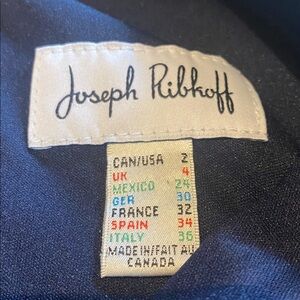 Joseph Ribkoff
CAN/USA 2
UK 4
MEXICO 24
GER 30
FRANCE 32
SPAIN 34
ITALY 36
MADE IN/FAIT AU
CANADA